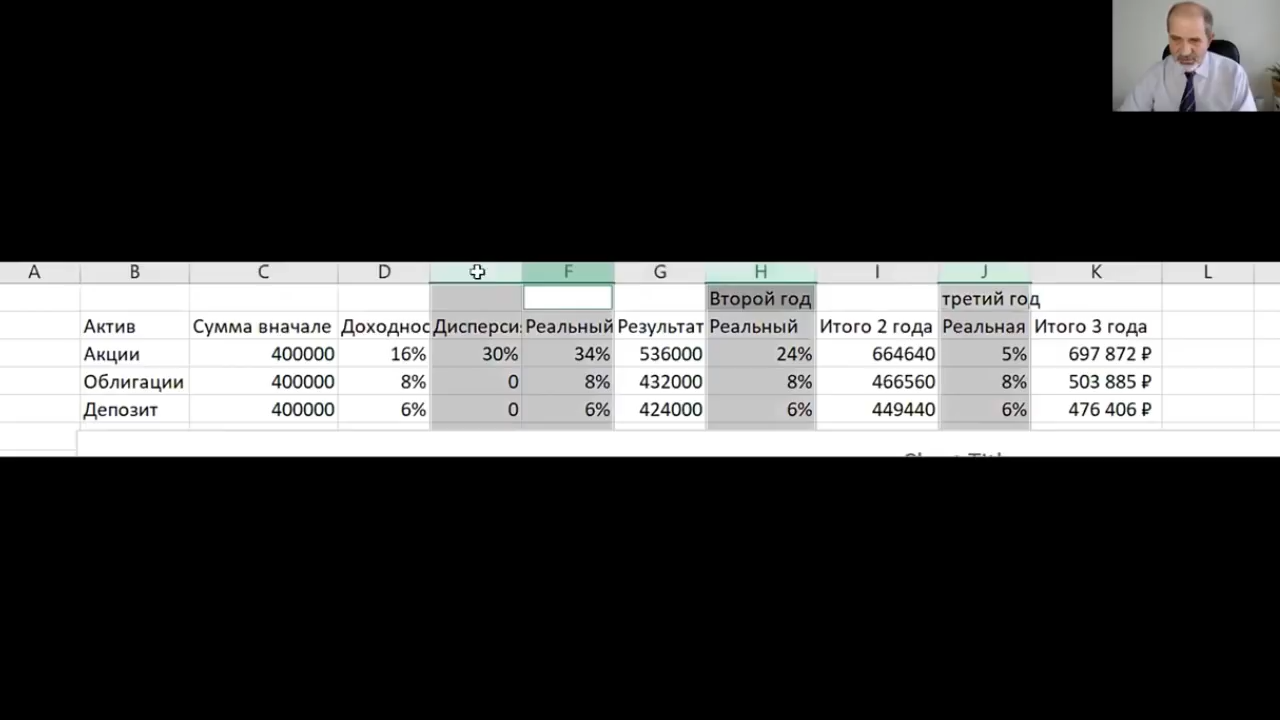 A B C D F G H I J K L
Второй год третий год
Актив Сумма вначале Доходнос Дисперси Реальный Результат Реальный Итого 2 года Реальная Итого 3 года
Акции 400000 16% 30% 34% 536000 24% 664640 5% 697 872 ₽
Облигации 400000 8% 0 8% 432000 8% 466560 8% 503 885 ₽
Депозит 400000 6% 0 6% 424000 6% 449440 6% 476 406 ₽